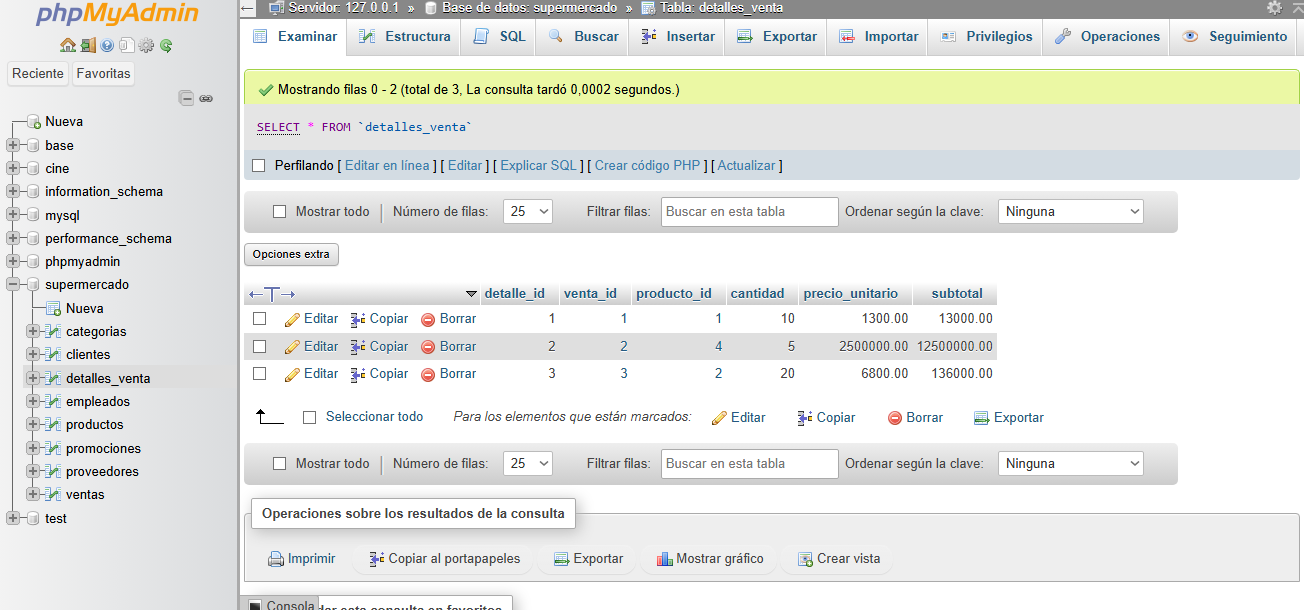 phpMyAdmin
Reciente Favoritas
Nueva
base
cine
information_schema
mysql
performance_schema
phpmyadmin
supermercado
Nueva
categorias
clientes
detalles_venta
empleados
productos
promociones
proveedores
ventas
test
Servidor: 127.0.0.1 » Base de datos: supermercado » Tabla: detalles_venta
Examinar Estructura SQL Buscar Insertar Exportar Importar Privilegios Operaciones Seguimiento
Mostrando filas 0 - 2 (total de 3, La consulta tardó 0,0002 segundos.)
SELECT * FROM `detalles_venta`
Perfilando [ Editar en línea ] [ Editar ] [ Explicar SQL ] [ Crear código PHP ] [ Actualizar ]
Mostrar todo | Número de filas: 25 Filtrar filas: Buscar en esta tabla Ordenar según la clave: Ninguna
Opciones extra
detalle_id venta_id producto_id cantidad precio_unitario subtotal
Editar Copiar Borrar 1 1 1 10 1300.00 13000.00
Editar Copiar Borrar 2 2 4 5 2500000.00 12500000.00
Editar Copiar Borrar 3 3 2 20 6800.00 136000.00
Seleccionar todo Para los elementos que están marcados: Editar Copiar Borrar Exportar
Mostrar todo | Número de filas: 25 Filtrar filas: Buscar en esta tabla Ordenar según la clave: Ninguna
Operaciones sobre los resultados de la consulta
Imprimir Copiar al portapapeles Exportar Mostrar gráfico Crear vista
Consola esta consulta en favoritos